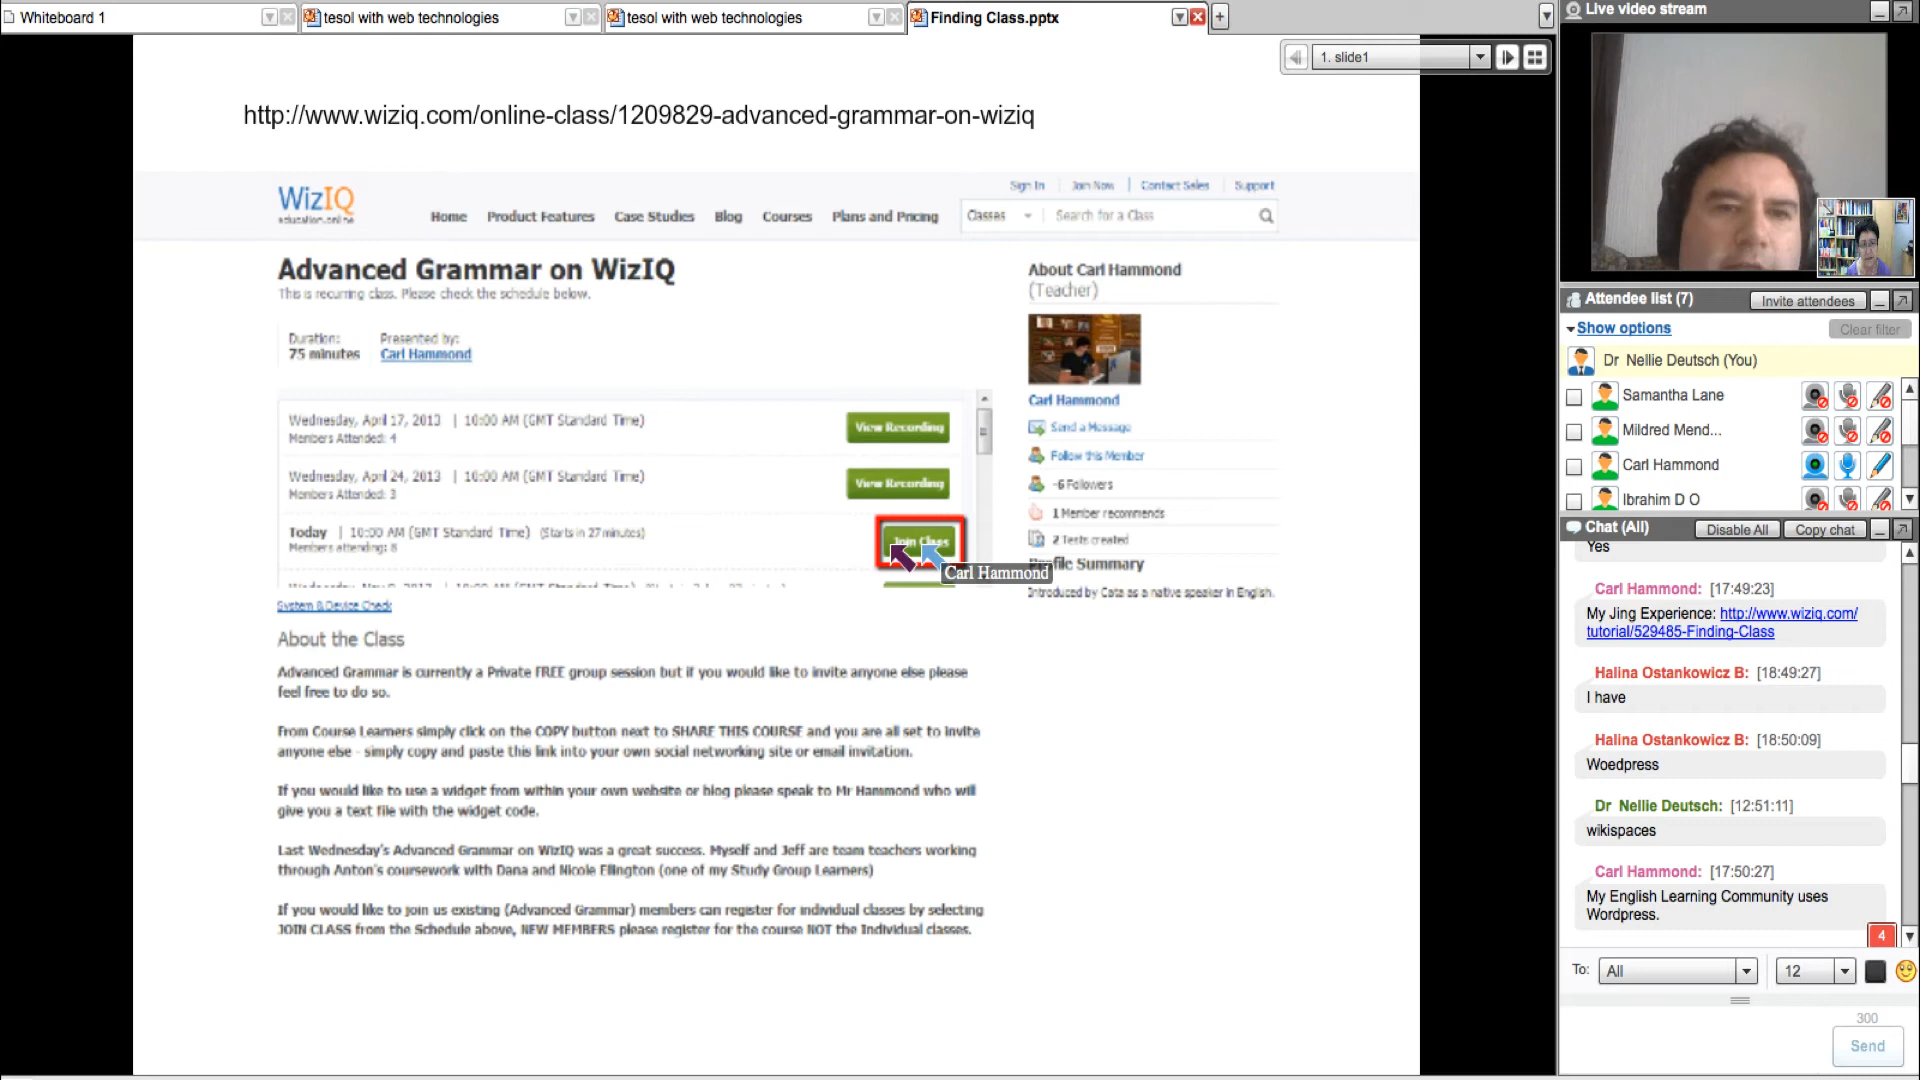 Whiteboard 1
tesol with web technologies
tesol with web technologies
Finding Class.pptx
1. slide1
http://www.wiziq.com/online-class/1209829-advanced-grammar-on-wiziq
Sign In
Join Now
Contact Sales
Support
WizIQ
education.online
Home
Product Features
Case Studies
Blog
Courses
Plans and Pricing
Classes
Search for a Class
Advanced Grammar on WizIQ
This is recurring class. Please check the schedule below.
Duration:
75 minutes
Presented by:
Carl Hammond
Wednesday, April 17, 2013 | 10:00 AM (GMT Standard Time)
Members Attended: 4
View Recording
Wednesday, April 24, 2013 | 10:00 AM (GMT Standard Time)
Members Attended: 3
View Recording
Today | 10:00 AM (GMT Standard Time) (Starts in 27 minutes)
Members attending: 8
Join Class
Carl Hammond
System & Device Check
About the Class
Advanced Grammar is currently a Private FREE group session but if you would like to invite anyone else please
feel free to do so.
From Course Learners simply click on the COPY button next to SHARE THIS COURSE and you are all set to invite
anyone else - simply copy and paste this link into your own social networking site or email invitation.
If you would like to use a widget from within your own website or blog please speak to Mr Hammond who will
give you a text file with the widget code.
Last Wednesday's Advanced Grammar on WizIQ was a great success. Myself and Jeff are team teachers working
through Anton's coursework with Dana and Nicole Ellington (one of my Study Group Learners)
If you would like to join us existing (Advanced Grammar) members can register for individual classes by selecting
JOIN CLASS from the Schedule above, NEW MEMBERS please register for the course NOT the Individual classes.
About Carl Hammond
(Teacher)
Carl Hammond
Send a Message
Follow this Member
-6 Followers
1 Member recommends
2 Tests created
Profile Summary
Introduced by Cata as a native speaker in English.
Live video stream
Attendee list (7)
Invite attendees
Show options
Clear filter
Dr Nellie Deutsch (You)
Samantha Lane
Mildred Mend...
Carl Hammond
Ibrahim D O
Chat (All)
Disable All
Copy chat
Yes
Carl Hammond: [17:49:23]
My Jing Experience: http://www.wiziq.com/
tutorial/529485-Finding-Class
Halina Ostankowicz B: [18:49:27]
I have
Halina Ostankowicz B: [18:50:09]
Woedpress
Dr Nellie Deutsch: [12:51:11]
wikispaces
Carl Hammond: [17:50:27]
My English Learning Community uses
Wordpress.
4
To:
All
12
300
Send